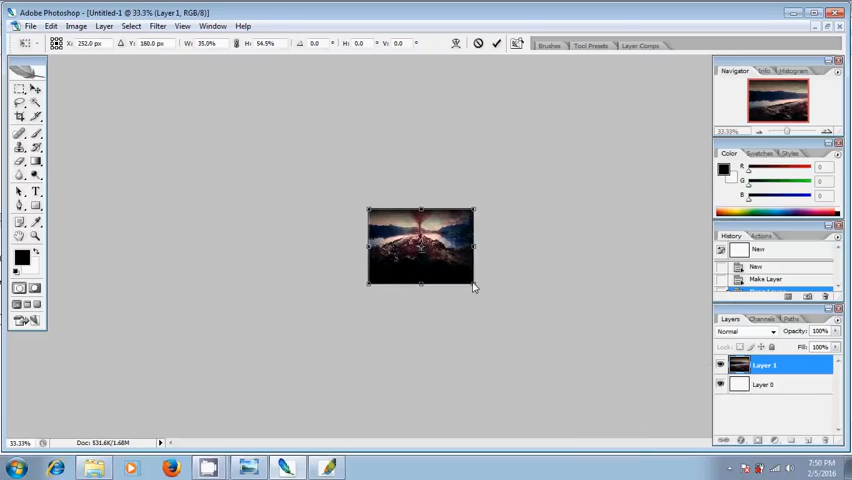 Adobe Photoshop - [Untitled-1 @ 33.3% (Layer 1, RGB/8)]
File Edit Image Layer Select Filter View Window Help
X: 252.0 px Y: 180.0 px W: 35.0% H: 54.5% 0.0 ° H: 0.0 ° V: 0.0 °
Brushes Tool Presets Layer Comps
Navigator Info Histogram
33.33%
Color Swatches Styles
R 0
G 0
B 0
History Actions
New
New
Make Layer
Layers Channels Paths
Normal Opacity: 100%
Lock: Fill: 100%
Layer 1
Layer 0
33.33% Doc: 531.6K/1.68M
7:50 PM
2/5/2016